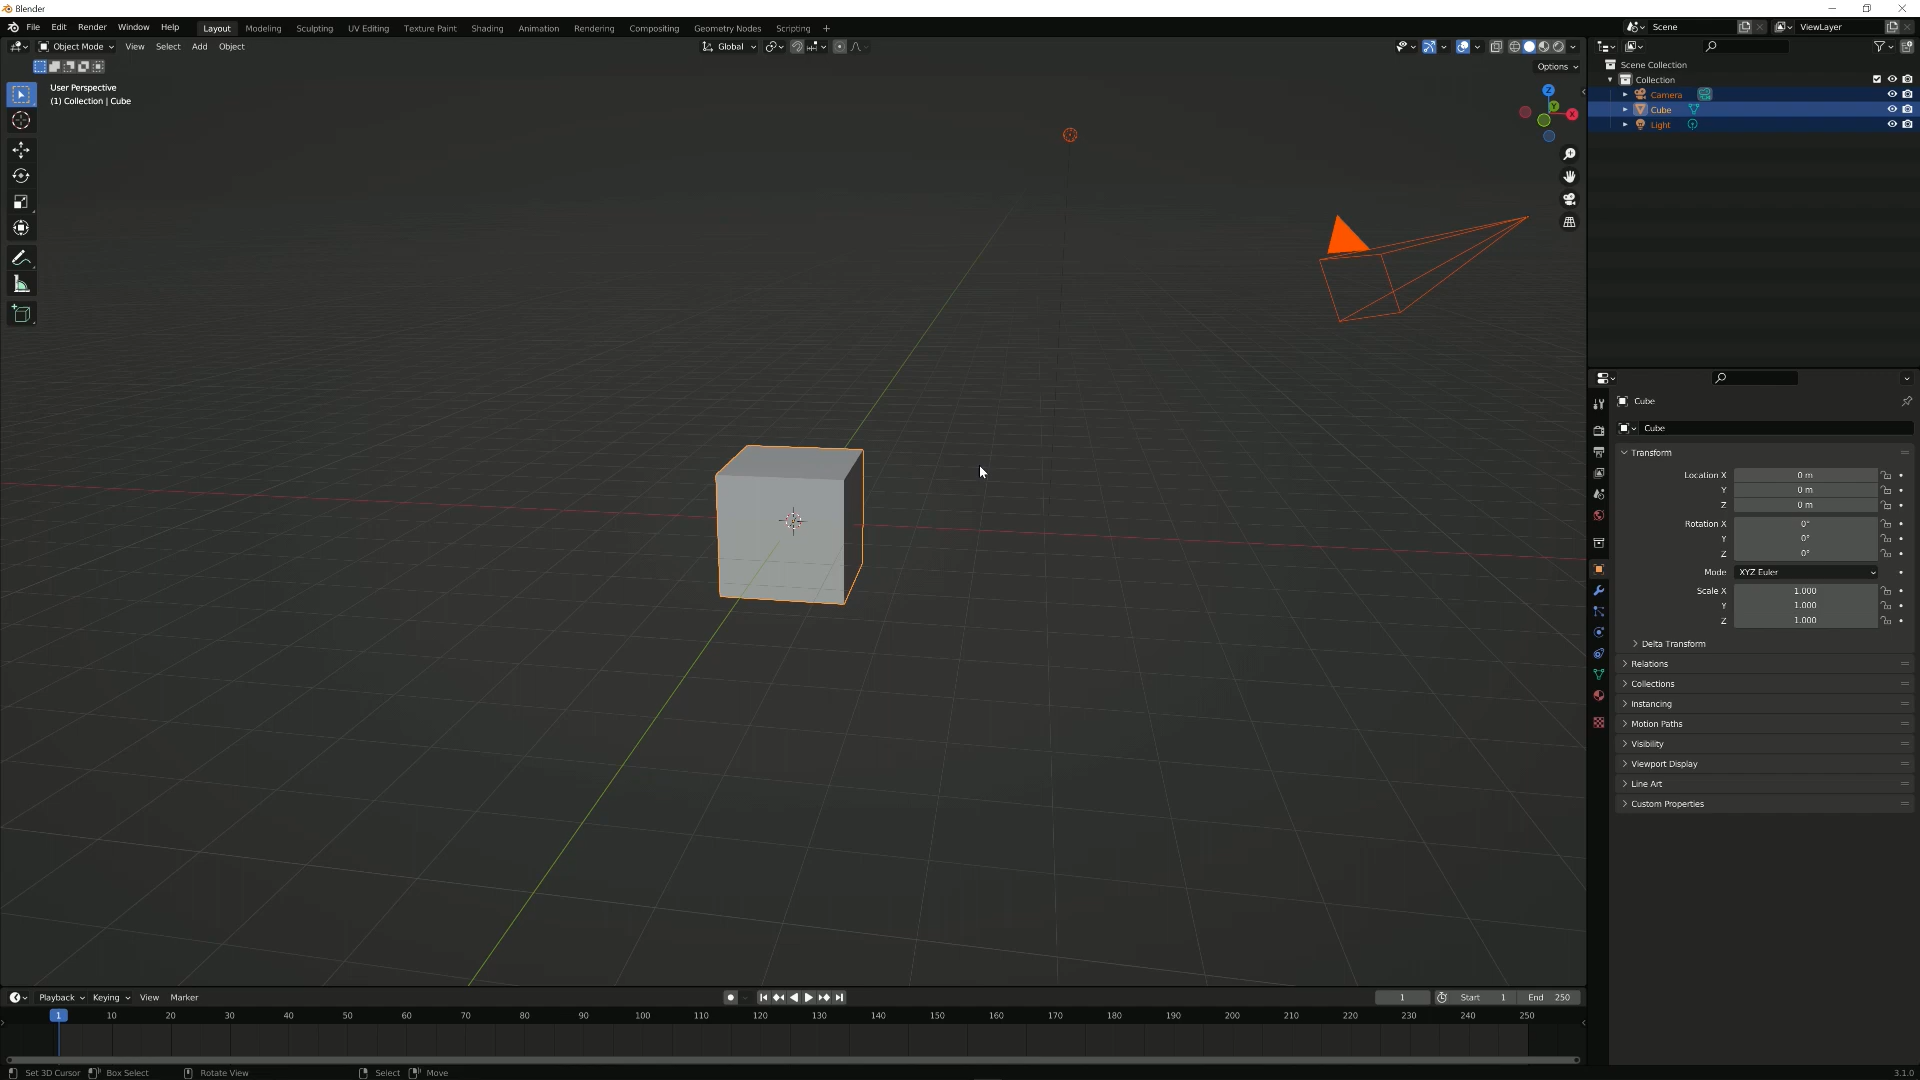 Blender
File Edit Render Window Help Layout Modeling Sculpting UV Editing Texture Paint Shading Animation Rendering Compositing Geometry Nodes Scripting + Scene ViewLayer
Object Mode View Select Add Object Global
Options
User Perspective
(1) Collection | Cube
Z
Y
X
Scene Collection
Collection
Camera
Cube
Light
Cube
Cube
Transform
Location X 0 m
Y 0 m
Z 0 m
Rotation X 0°
Y 0°
Z 0°
Mode XYZ Euler
Scale X 1.000
Y 1.000
Z 1.000
Delta Transform
Relations
Collections
Instancing
Motion Paths
Visibility
Viewport Display
Line Art
Custom Properties
Playback Keying View Marker 1 Start 1 End 250
1 10 20 30 40 50 60 70 80 90 100 110 120 130 140 150 160 170 180 190 200 210 220 230 240 250
Set 3D Cursor Box Select Rotate View Select Move 3.1.0